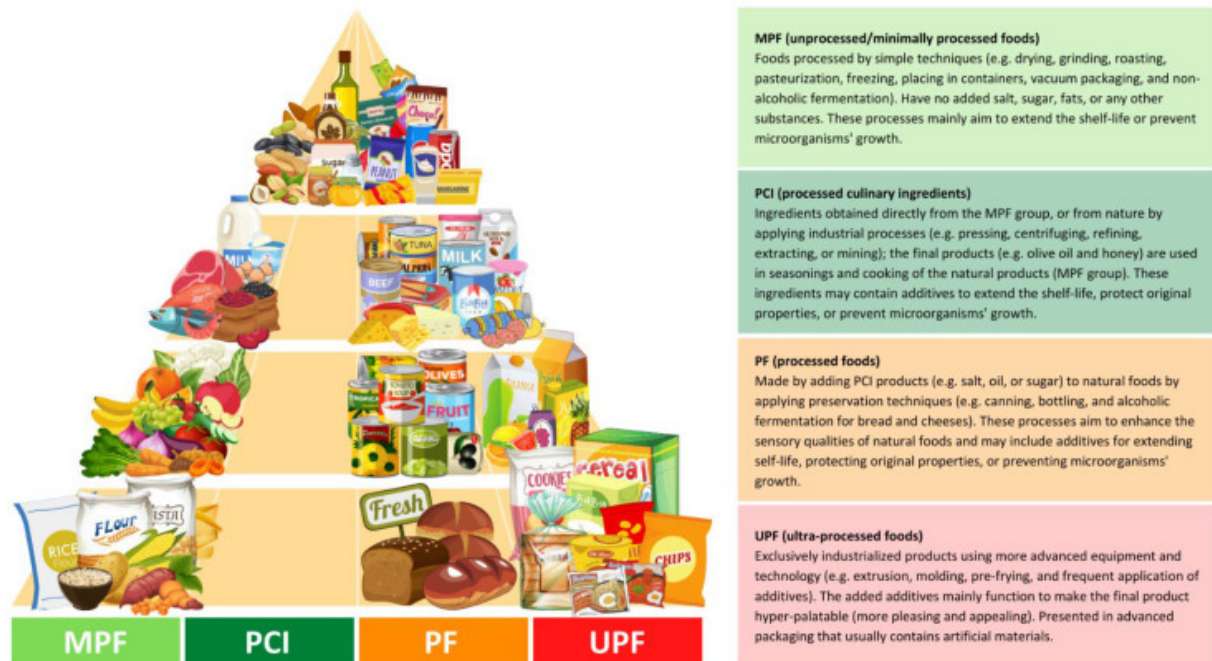 Sugar
Choco!
PEANUT
MARGARINE
MILK
TUNA
SALMON
MILK
BEEF
Baby
OLIVES
TROPICAL
FRUIT
COOKIES
cereal
RICE
FLOUR
PASTA
Fresh
CHIPS
MPF
PCI
PF
UPF
MPF (unprocessed/minimally processed foods)
Foods processed by simple techniques (e.g. drying, grinding, roasting,
pasteurization, freezing, placing in containers, vacuum packaging, and non-
alcoholic fermentation). Have no added salt, sugar, fats, or any other
substances. These processes mainly aim to extend the shelf-life or prevent
microorganisms' growth.
PCI (processed culinary ingredients)
Ingredients obtained directly from the MPF group, or from nature by
applying industrial processes (e.g. pressing, centrifuging, refining,
extracting, or mining); the final products (e.g. olive oil and honey) are used
in seasonings and cooking of the natural products (MPF group). These
ingredients may contain additives to extend the shelf-life, protect original
properties, or prevent microorganisms' growth.
PF (processed foods)
Made by adding PCI products (e.g. salt, oil, or sugar) to natural foods by
applying preservation techniques (e.g. canning, bottling, and alcoholic
fermentation for bread and cheeses). These processes aim to enhance the
sensory qualities of natural foods and may include additives for extending
self-life, protecting original properties, or preventing microorganisms'
growth.
UPF (ultra-processed foods)
Exclusively industrialized products using more advanced equipment and
technology (e.g. extrusion, molding, pre-frying, and frequent application of
additives). The added additives mainly function to make the final product
hyper-palatable (more pleasing and appealing). Presented in advanced
packaging that usually contains artificial materials.